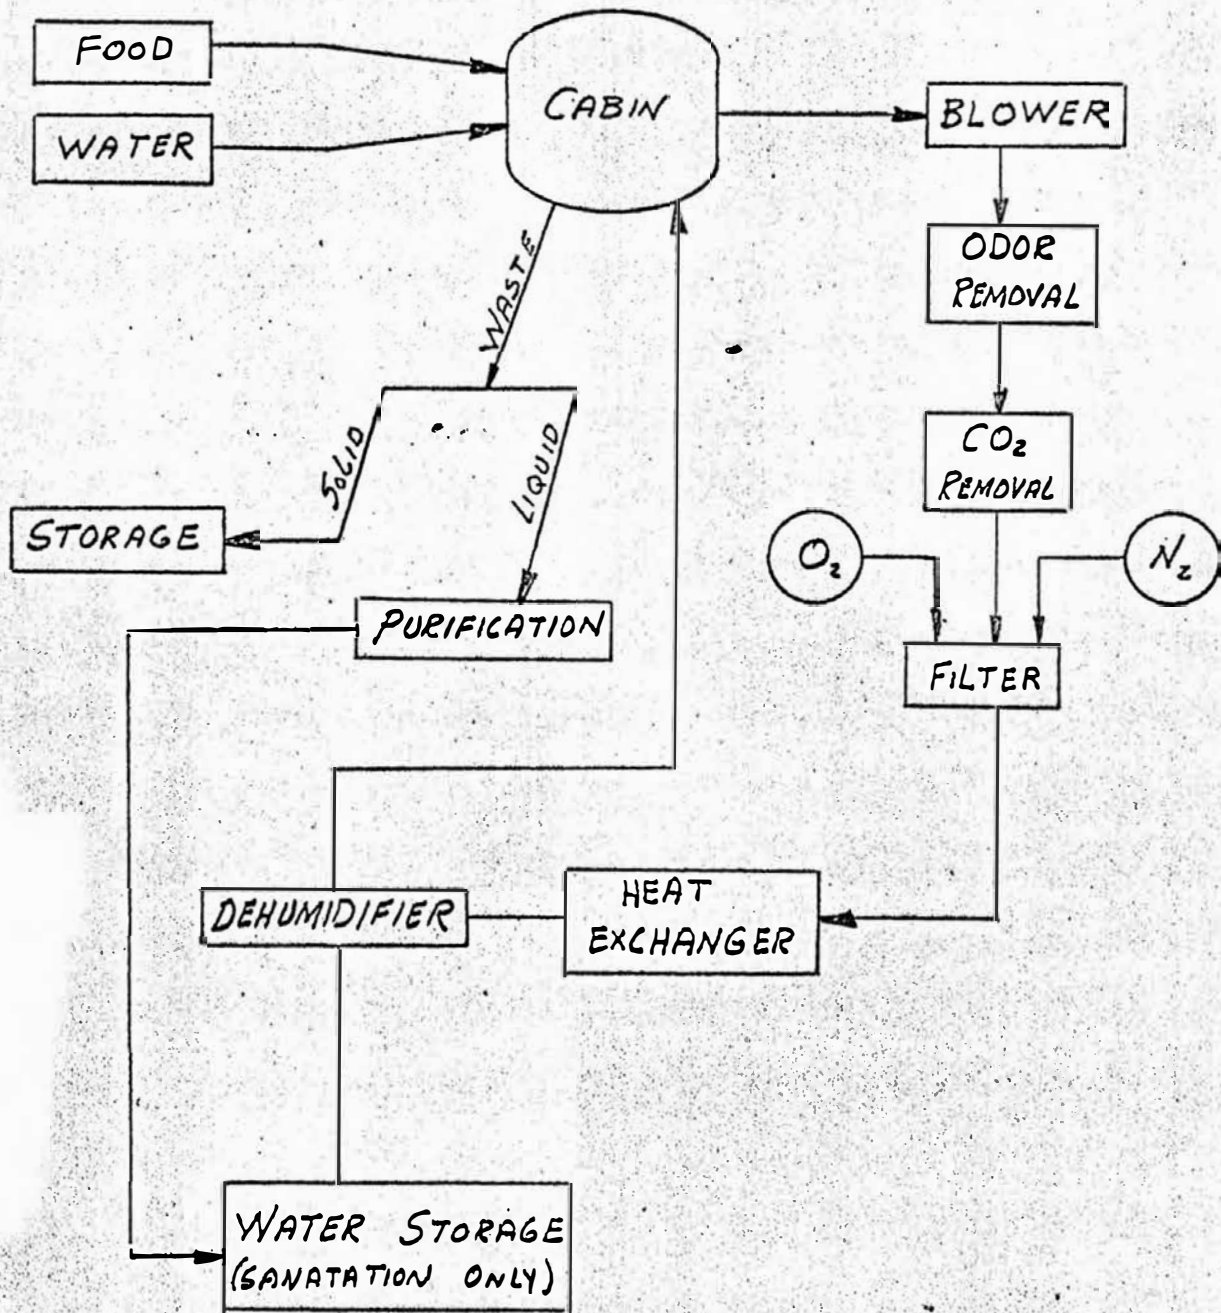 FOOD
WATER
CABIN
BLOWER
ODOR
REMOVAL
WASTE
CO₂
REMOVAL
SOLID
LIQUID
STORAGE
O₂
N₂
PURIFICATION
FILTER
HEAT
EXCHANGER
DEHUMIDIFIER
WATER STORAGE
(SANATATION ONLY)